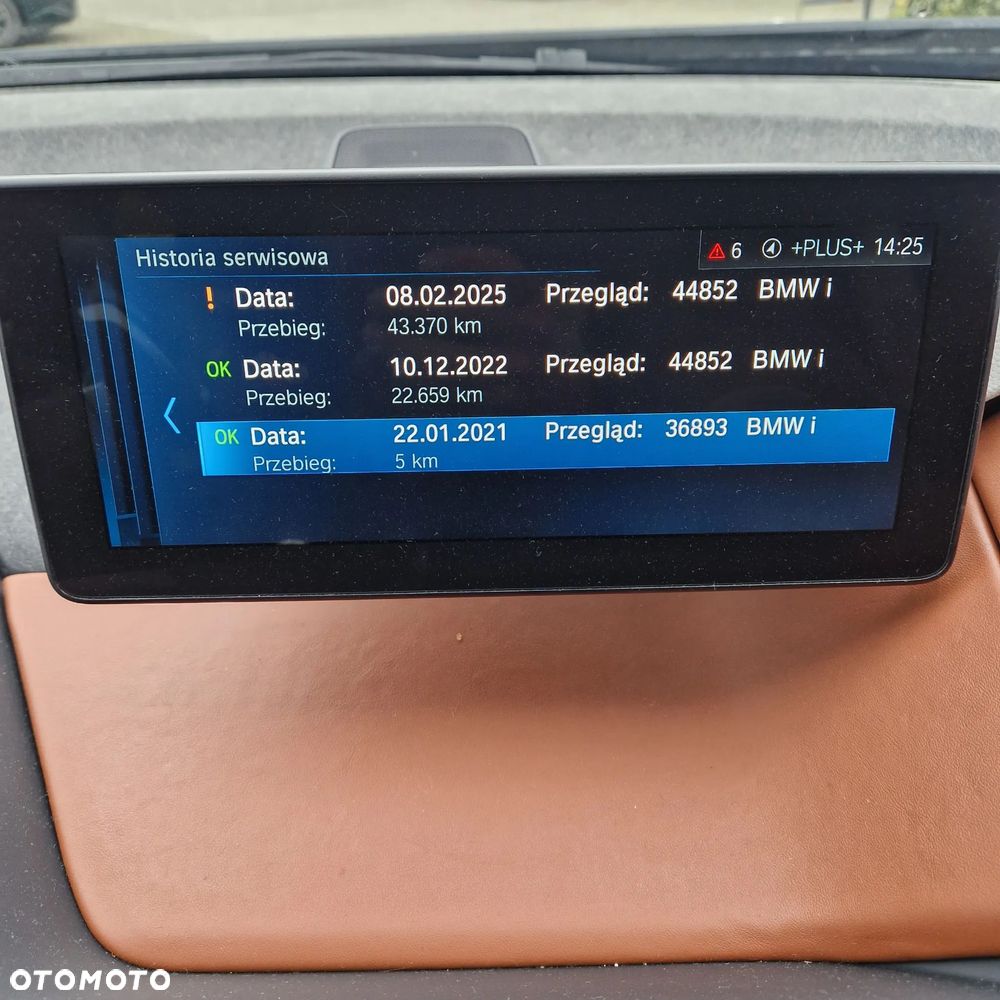 Historia serwisowa
6 +PLUS+ 14:25
! Data: 08.02.2025 Przegląd: 44852 BMW i
Przebieg: 43.370 km
OK Data: 10.12.2022 Przegląd: 44852 BMW i
Przebieg: 22.659 km
OK Data: 22.01.2021 Przegląd: 36893 BMW i
Przebieg: 5 km
OTOMOTO